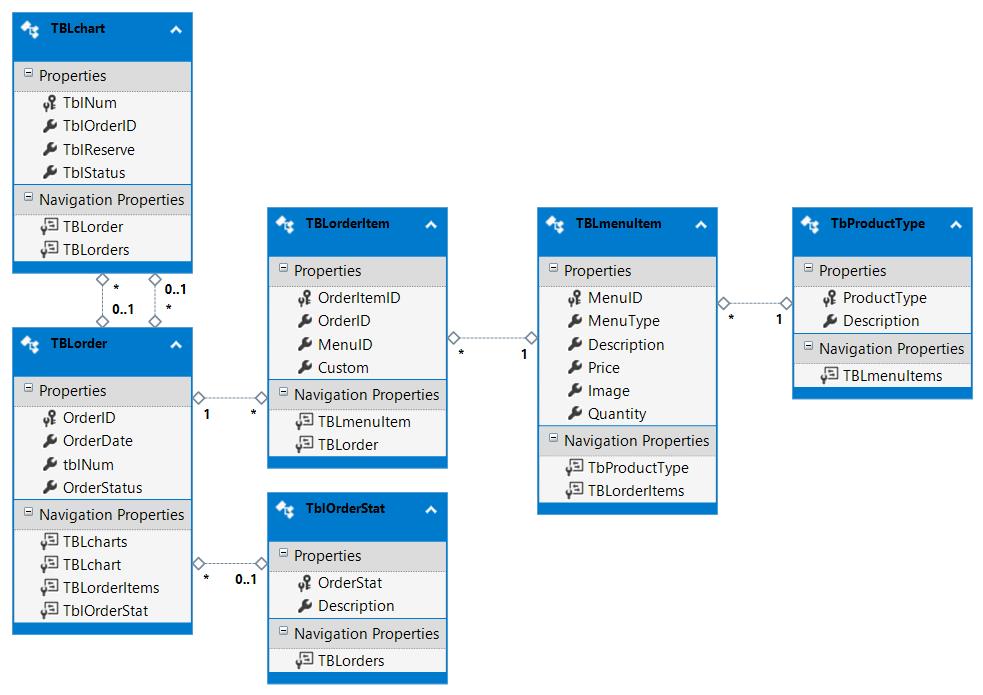 TBLchart
Properties
TblNum
TblOrderID
TblReserve
TblStatus
Navigation Properties
TBLorder
TBLorders
* 0..1
0..1 *
TBLorder
Properties
OrderID
OrderDate
tblNum
OrderStatus
Navigation Properties
TBLcharts
TBLchart
TBLorderItems
TblOrderStat
1 *
* 0..1
TBLorderItem
Properties
OrderItemID
OrderID
MenuID
Custom
Navigation Properties
TBLmenuItem
TBLorder
* 1
TblOrderStat
Properties
OrderStat
Description
Navigation Properties
TBLorders
TBLmenuItem
Properties
MenuID
MenuType
Description
Price
Image
Quantity
Navigation Properties
TbProductType
TBLorderItems
* 1
TbProductType
Properties
ProductType
Description
Navigation Properties
TBLmenuItems